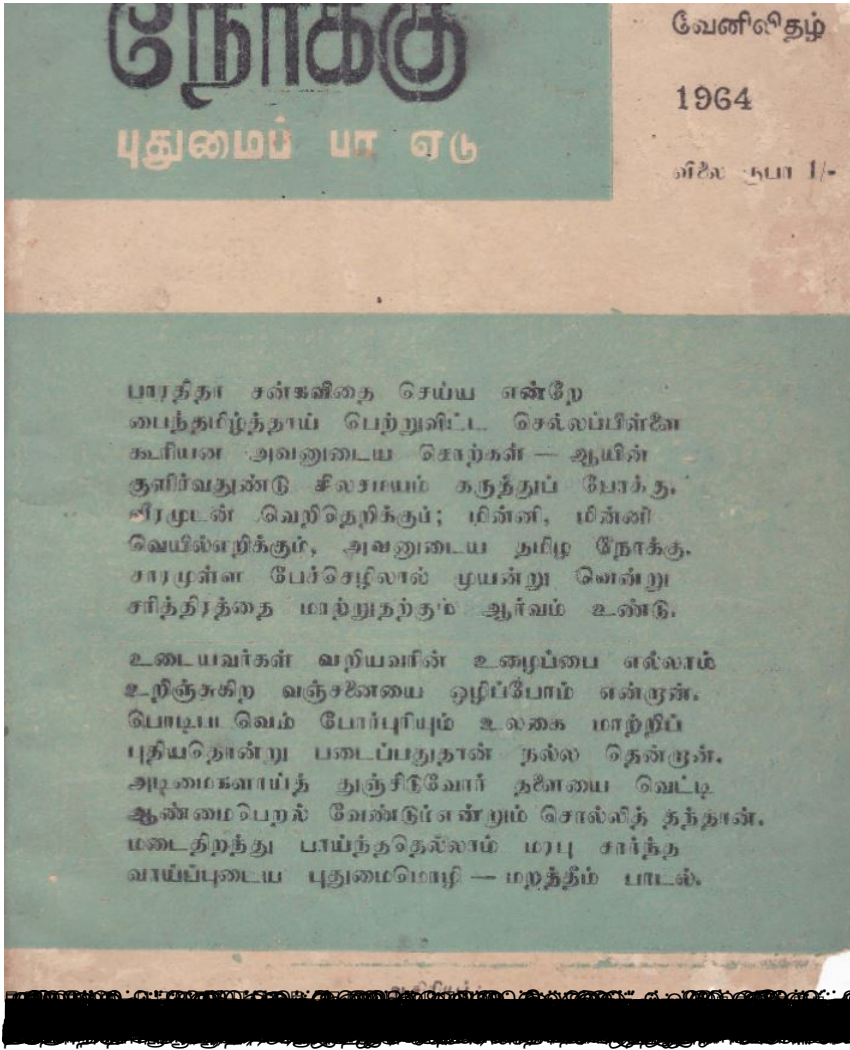 நோக்கு
புதுமைப் பா ஏடு
வேனிலிதழ்
1964
விலை ரூபா 1/-
பாரதிதா சன்கவிதை செய்ய என்றே
பைந்தமிழ்த்தாய் பெற்றுவிட்ட செல்லப்பிள்ளை
கூரியன அவனுடைய சொற்கள் — ஆயின்
குளிர்வதுண்டு சிலசமயம் கருத்துப் போக்கு.
வீரமுடன் வெறிதெறிக்கும்; மின்னி, மின்னி
வெயில்எறிக்கும், அவனுடைய தமிழ நோக்கு.
சாரமுள்ள பேச்செழிலால் முயன்று வென்று
சரித்திரத்தை மாற்றுதற்கும் ஆர்வம் உண்டு.
உடையவர்கள் வறியவரின் உழைப்பை எல்லாம்
உறிஞ்சுகிற வஞ்சனையை ஒழிப்போம் என்றான்.
பொடிபட வெம் போர்புரியும் உலகை மாற்றிப்
புதியதொன்று படைப்பதுதான் நல்ல தென்றான்.
அடிமைகளாய்த் துஞ்சிடுவோர் தளையை வெட்டி
ஆண்மைபெறல் வேண்டும்என்றும் சொல்லித் தந்தான்.
மடைதிறந்து பாய்ந்ததெல்லாம் மரபு சார்ந்த
வாய்ப்புடைய புதுமைமொழி — மறத்தீம் பாடல்.